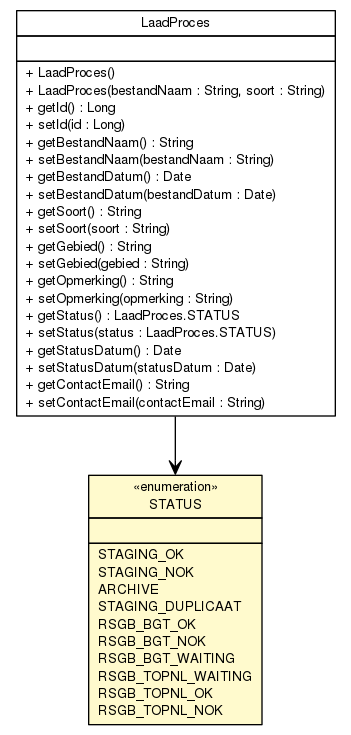 LaadProces
+ LaadProces()
+ LaadProces(bestandNaam : String, soort : String)
+ getId() : Long
+ setId(id : Long)
+ getBestandNaam() : String
+ setBestandNaam(bestandNaam : String)
+ getBestandDatum() : Date
+ setBestandDatum(bestandDatum : Date)
+ getSoort() : String
+ setSoort(soort : String)
+ getGebied() : String
+ setGebied(gebied : String)
+ getOpmerking() : String
+ setOpmerking(opmerking : String)
+ getStatus() : LaadProces.STATUS
+ setStatus(status : LaadProces.STATUS)
+ getStatusDatum() : Date
+ setStatusDatum(statusDatum : Date)
+ getContactEmail() : String
+ setContactEmail(contactEmail : String)
«enumeration»
STATUS
STAGING_OK
STAGING_NOK
ARCHIVE
STAGING_DUPLICAAT
RSGB_BGT_OK
RSGB_BGT_NOK
RSGB_BGT_WAITING
RSGB_TOPNL_WAITING
RSGB_TOPNL_OK
RSGB_TOPNL_NOK